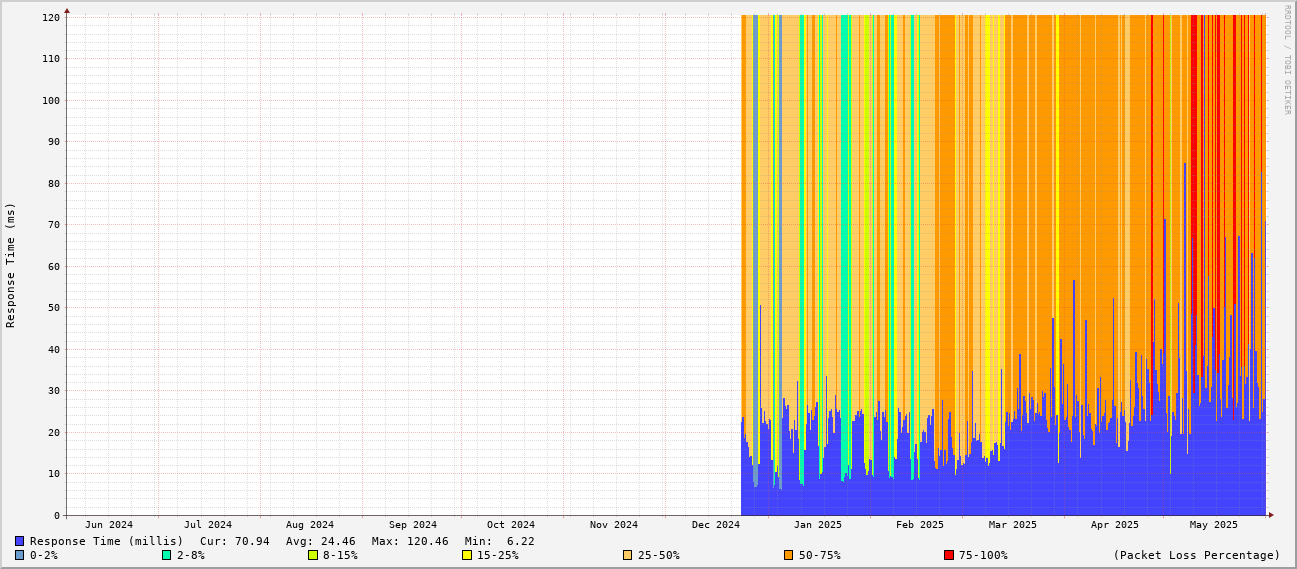 RRDTOOL / TOBI OETIKER
Response Time (ms)
120
110
100
90
80
70
60
50
40
30
20
10
0
Jun 2024 Jul 2024 Aug 2024 Sep 2024 Oct 2024 Nov 2024 Dec 2024 Jan 2025 Feb 2025 Mar 2025 Apr 2025 May 2025
Response Time (millis) Cur: 70.94 Avg: 24.46 Max: 120.46 Min: 6.22
0-2% 2-8% 8-15% 15-25% 25-50% 50-75% 75-100% (Packet Loss Percentage)